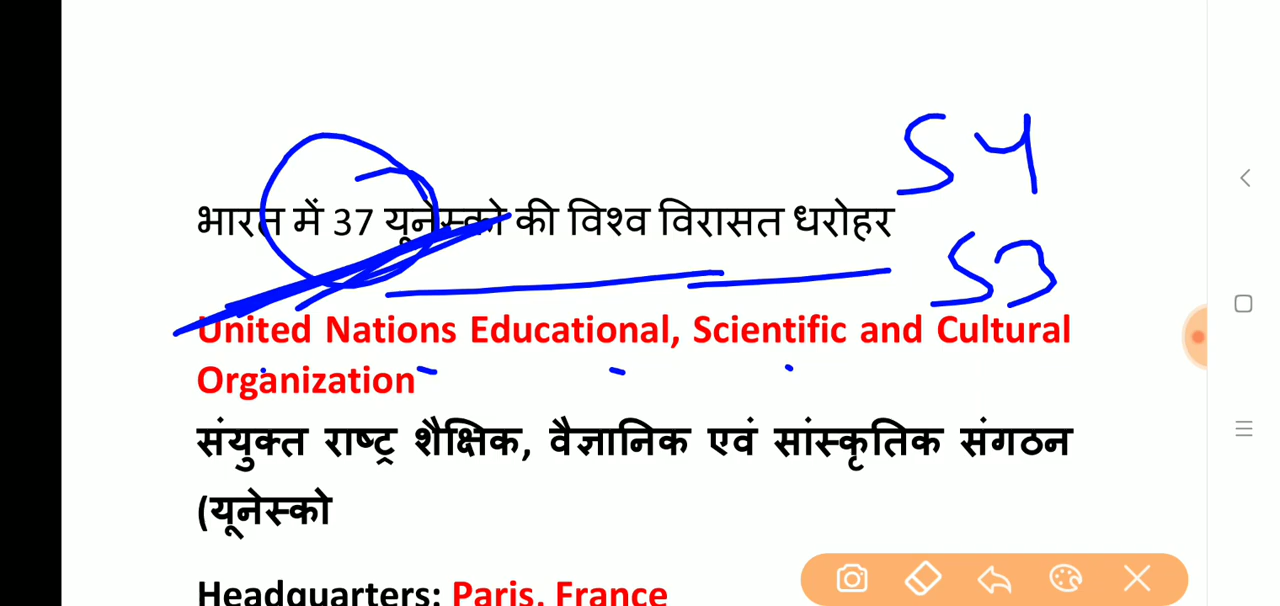 54
भारत में 37 यूनेस्को की विश्व विरासत धरोहर
53
United Nations Educational, Scientific and Cultural
Organization
संयुक्त राष्ट्र शैक्षिक, वैज्ञानिक एवं सांस्कृतिक संगठन
(यूनेस्को
Headquarters: Paris, France